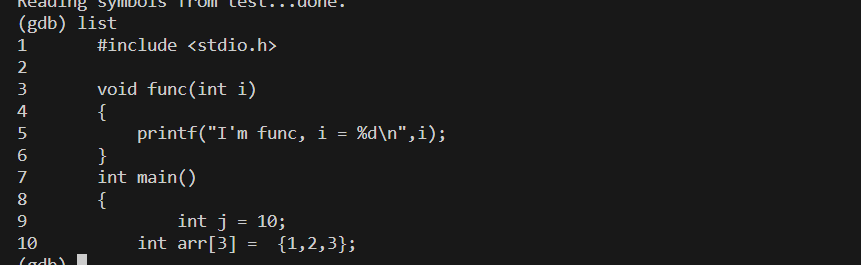 Reading symbols from test...done.
(gdb) list
1       #include <stdio.h>
2
3       void func(int i)
4       {
5           printf("I'm func, i = %d\n",i);
6       }
7       int main()
8       {
9               int j = 10;
10          int arr[3] =  {1,2,3};
(gdb)